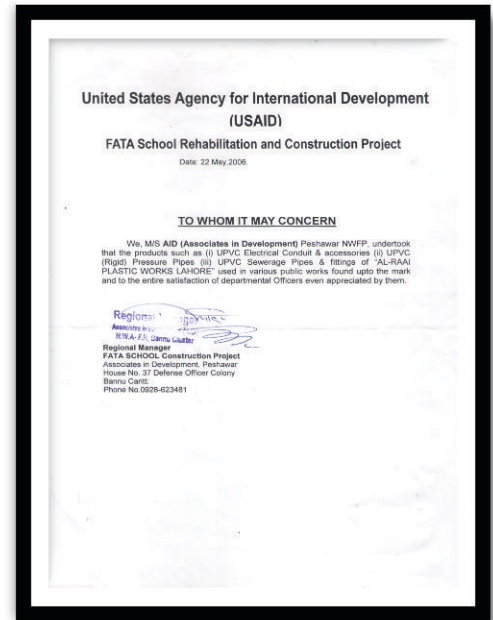 United States Agency for International Development
(USAID)
FATA School Rehabilitation and Construction Project
Date: 22 May,2006.
TO WHOM IT MAY CONCERN
We, M/S AID (Associates in Development) Peshawar NWFP, undertook
that the products such as (i) UPVC Electrical Conduit & accessories (ii) UPVC
(Rigid) Pressure Pipes (iii) UPVC Sewerage Pipes & fittings of "AL-RAAI
PLASTIC WORKS LAHORE" used in various public works found upto the mark
and to the entire satisfaction of departmental Officers even appreciated by them.
Regional
Associates in
N.W.A- F.R, Bannu Cluster
Regional Manager
FATA SCHOOL Construction Project
Associates in Development, Peshawar
House No. 37 Defense Officer Colony
Bannu Cantt:
Phone No.0928-623481